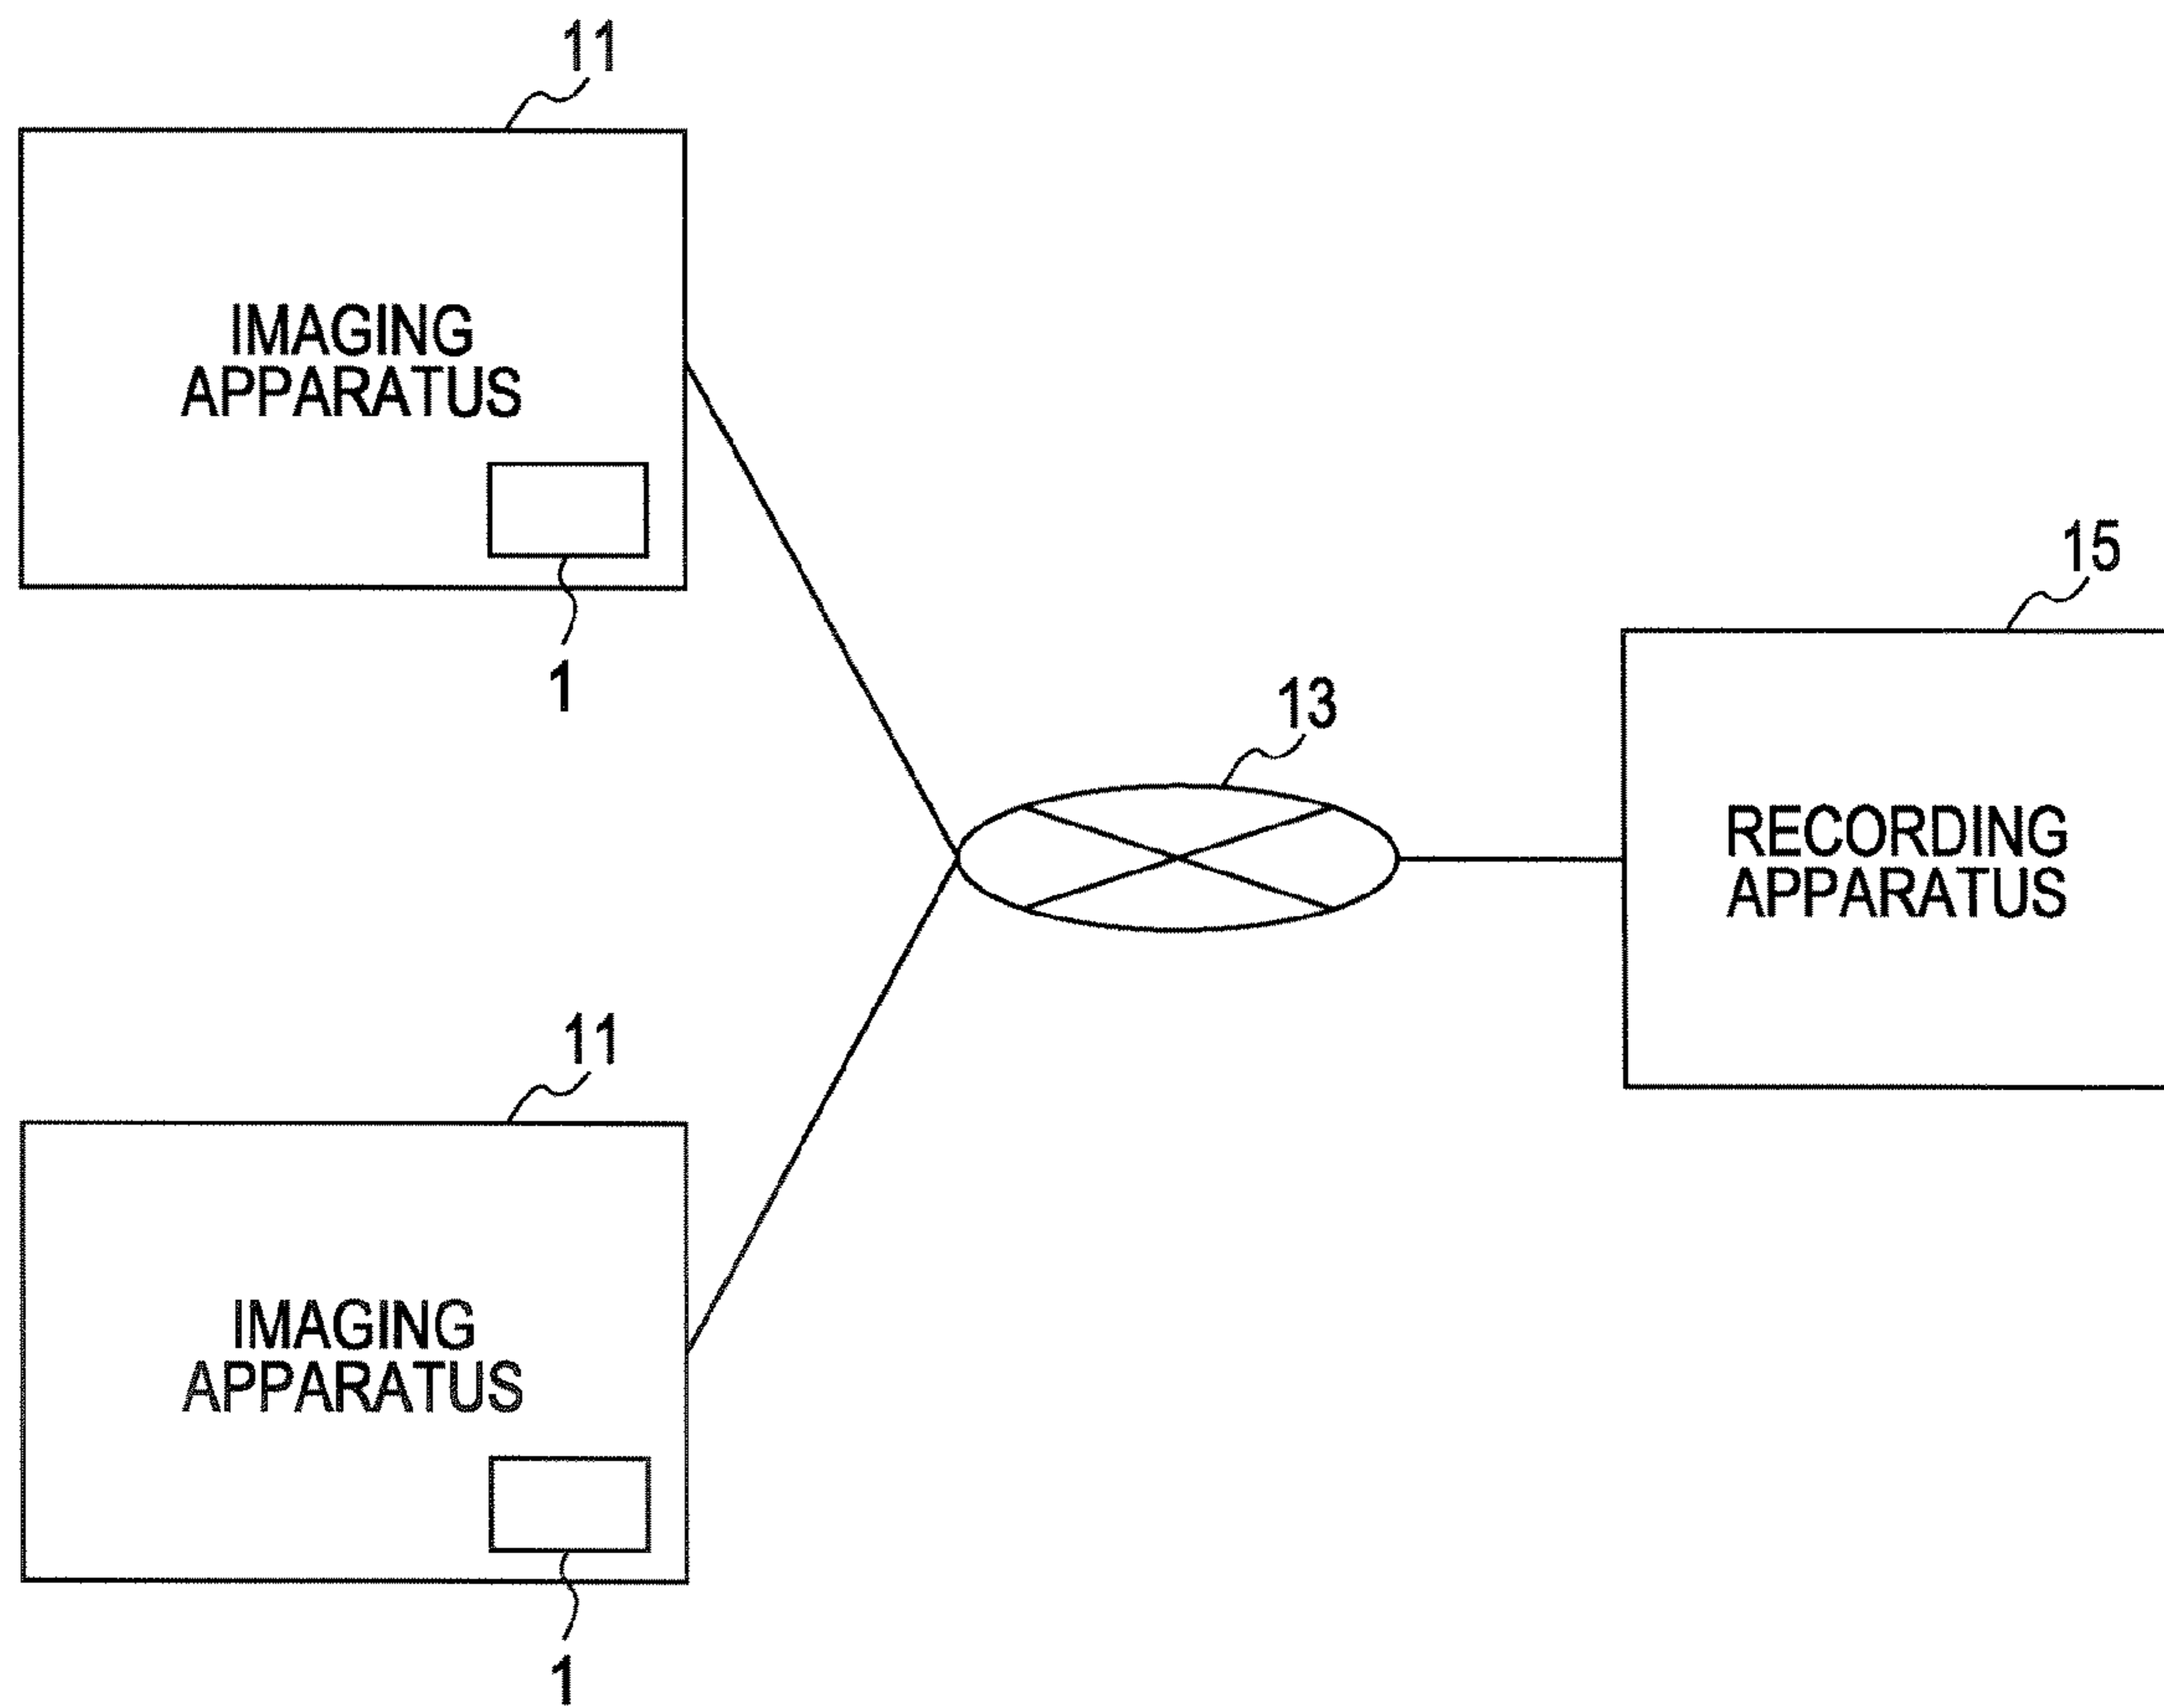 11
IMAGING
APPARATUS
1
13
15
RECORDING
APPARATUS
11
IMAGING
APPARATUS
1